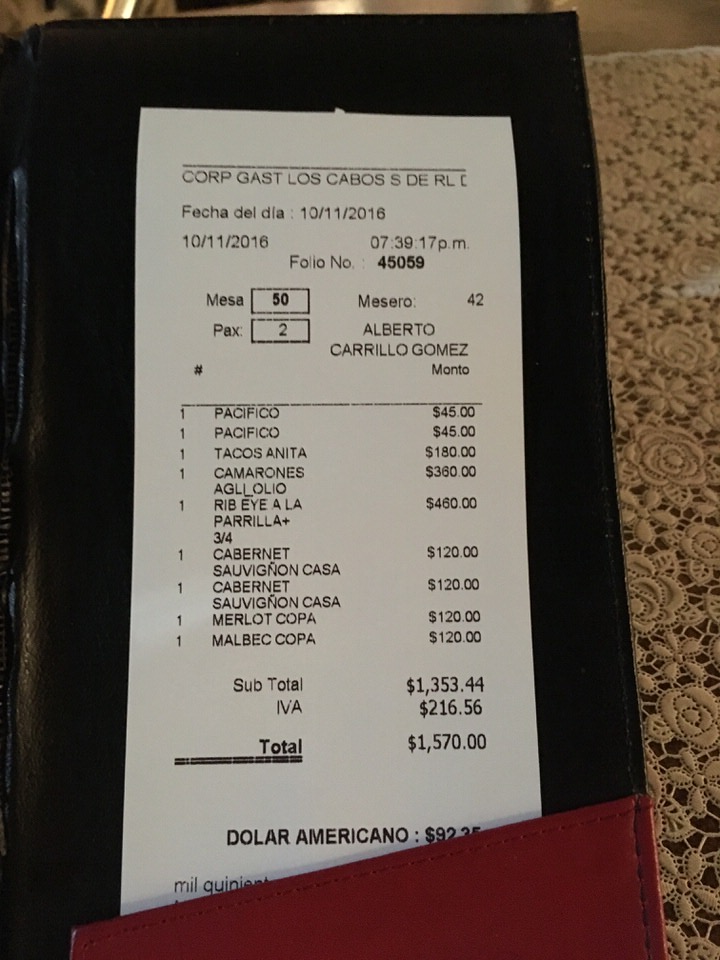 CORP GAST LOS CABOS S DE RL
Fecha del día : 10/11/2016
10/11/2016 07:39:17p.m.
Folio No. : 45059
Mesa 50 Mesero: 42
Pax: 2 ALBERTO
CARRILLO GOMEZ
# Monto
1 PACIFICO $45.00
1 PACIFICO $45.00
1 TACOS ANITA $180.00
1 CAMARONES $360.00
AGLI_OLIO
1 RIB EYE A LA $460.00
PARRILLA+
3/4
1 CABERNET $120.00
SAUVIGÑON CASA
1 CABERNET $120.00
SAUVIGÑON CASA
1 MERLOT COPA $120.00
1 MALBEC COPA $120.00
Sub Total $1,353.44
IVA $216.56
Total $1,570.00
DOLAR AMERICANO : $92.35
mil